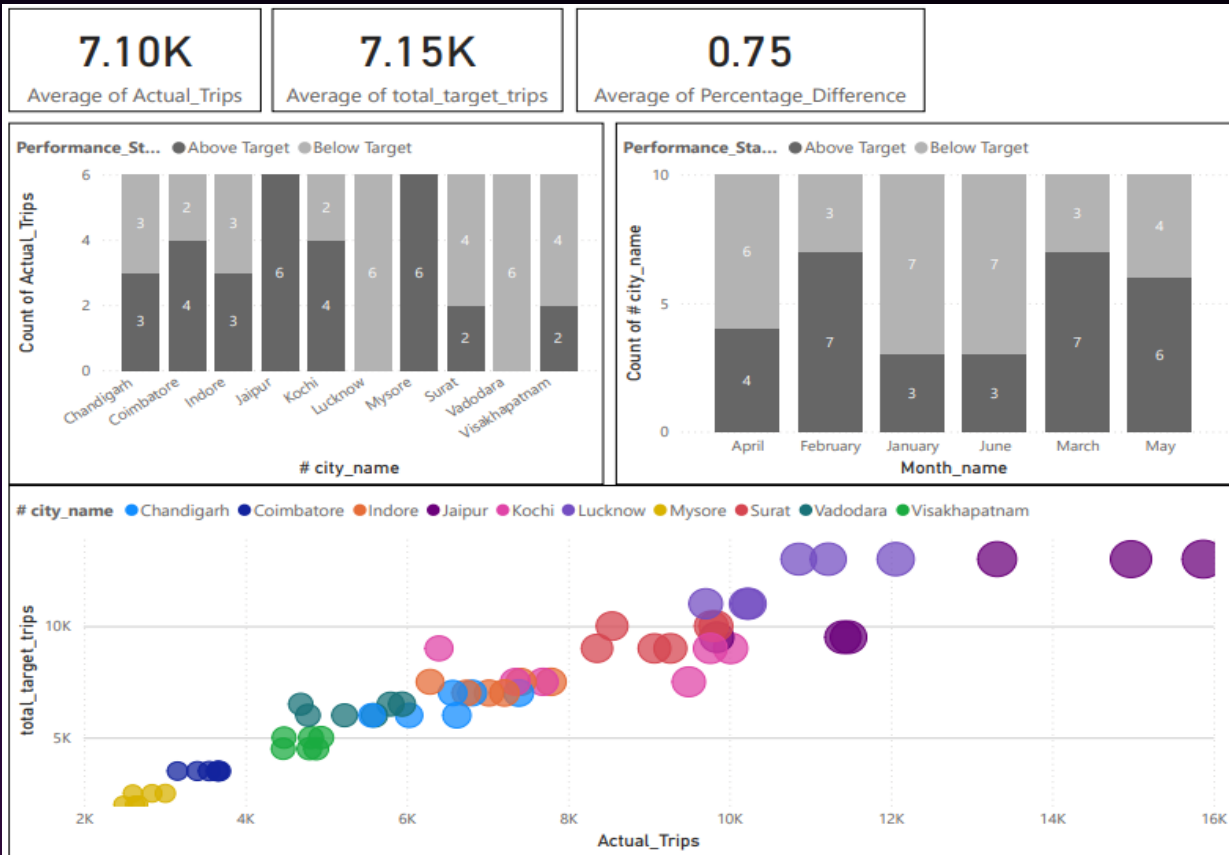 7.10K
Average of Actual_Trips
7.15K
Average of total_target_trips
0.75
Average of Percentage_Difference
Performance_St... Above Target Below Target
Count of Actual_Trips
6
4
2
0
3 2 3 2 6 4 6 4
3 4 3 6 4 6 2 2
Chandigarh Coimbatore Indore Jaipur Kochi Lucknow Mysore Surat Vadodara Visakhapatnam
# city_name
Performance_Sta... Above Target Below Target
Count of # city_name
10
5
0
6 3 7 7 3 4
4 7 3 3 7 6
April February January June March May
Month_name
# city_name Chandigarh Coimbatore Indore Jaipur Kochi Lucknow Mysore Surat Vadodara Visakhapatnam
total_target_trips
10K
5K
2K 4K 6K 8K 10K 12K 14K 16K
Actual_Trips